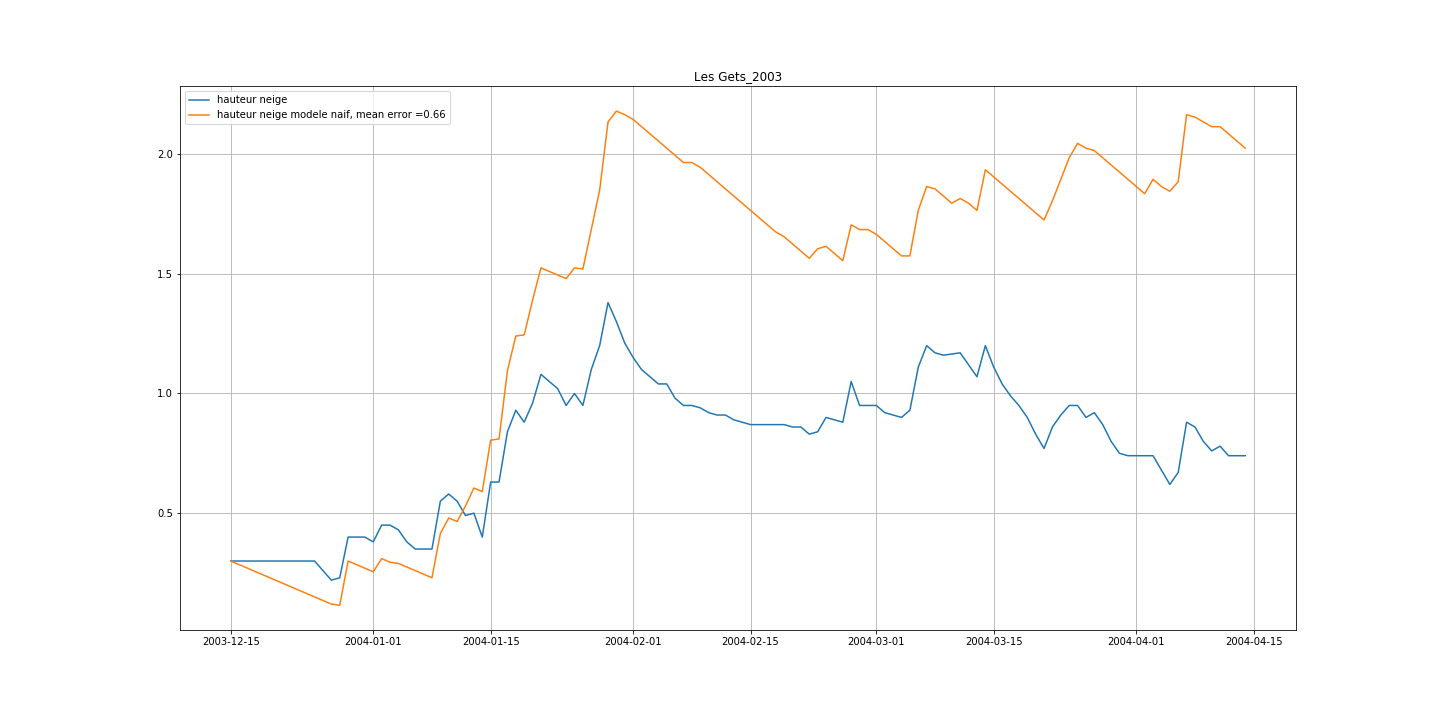 Les Gets_2003
hauteur neige
hauteur neige modele naif, mean error =0.66
2.0
1.5
1.0
0.5
2003-12-15 2004-01-01 2004-01-15 2004-02-01 2004-02-15 2004-03-01 2004-03-15 2004-04-01 2004-04-15